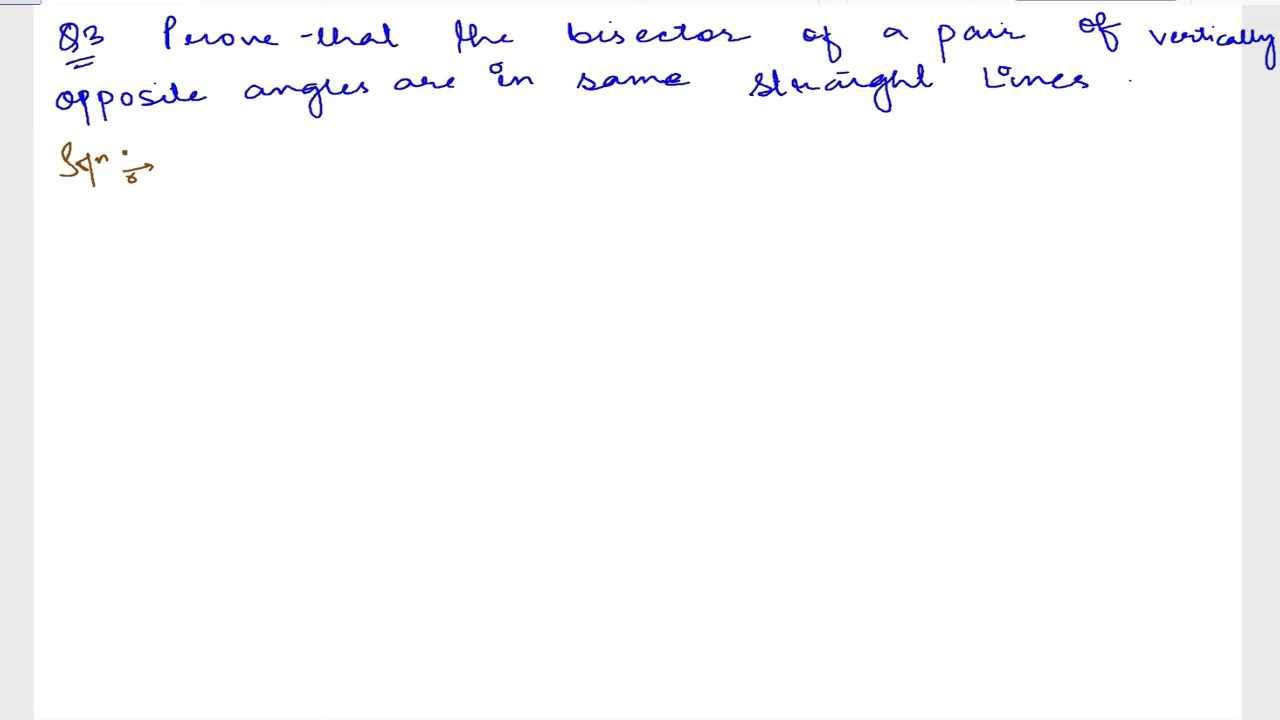 Q3 Prove that the bisector of a pair of vertically
opposite angles are in same straight Lines.
Soln :→